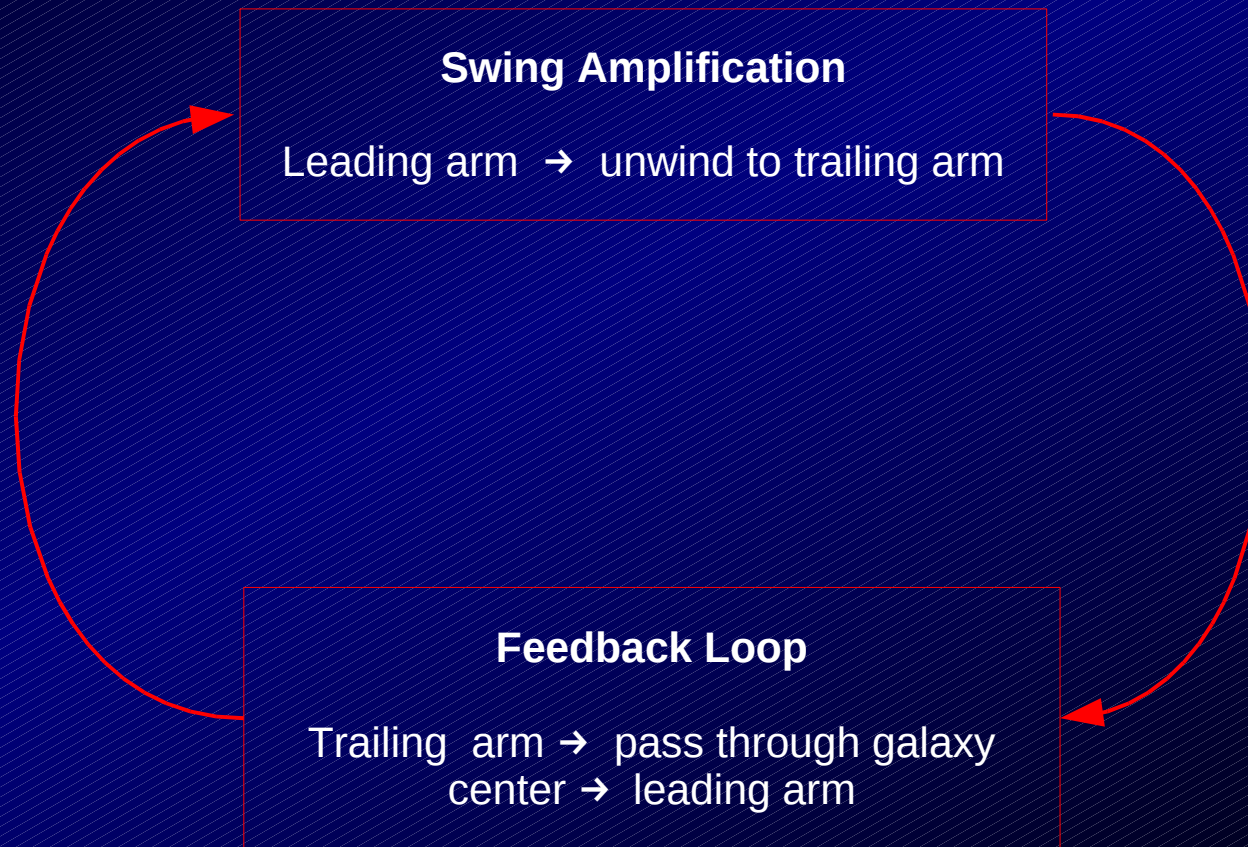 Swing Amplification
Leading arm → unwind to trailing arm
Feedback Loop
Trailing arm → pass through galaxy
center → leading arm